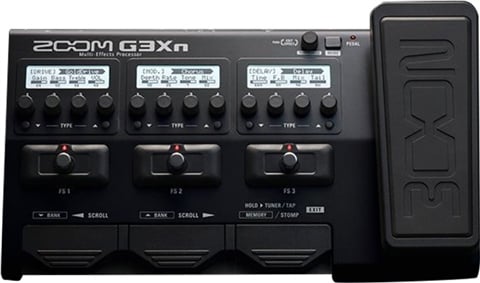 ZOOM G3Xn
Multi-Effects Processor
PEDAL
[DRIVE] GoldDrive
Gain Bass Treble VOL
[MOD.] Chorus
Depth Rate Tone Mix
[DELAY] Delay
Time F.B Mix Tail
TYPE
TYPE
TYPE
FS 1
FS 2
FS 3
BANK SCROLL
BANK SCROLL
HOLD TUNER / TAP
MEMORY / STOMP
EXIT
ZOOM